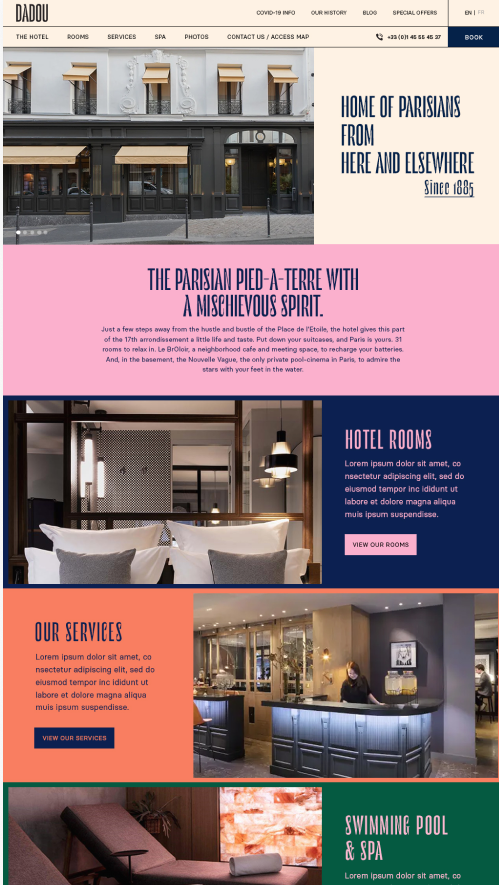 DADOU
COVID-19 INFO OUR HISTORY BLOG SPECIAL OFFERS EN | FR
THE HOTEL ROOMS SERVICES SPA PHOTOS CONTACT US / ACCESS MAP +33 (0)1 45 66 45 37 BOOK
HOME OF PARISIANS
FROM
HERE AND ELSEWHERE
Since 1885
THE PARISIAN PIED-A-TERRE WITH
A MISCHIEVOUS SPIRIT.
Just a few steps away from the hustle and bustle of the Place de l'Etoile, the hotel gives this part
of the 17th arrondissement a little life and taste. Put down your suitcases, and Paris is yours. 31
rooms to relax in. Le BrOloir, a neighborhood cafe and meeting space, to recharge your batteries.
And, in the basement, the Nouvelle Vague, the only private pool-cinema in Paris, to admire the
stars with your feet in the water.
HOTEL ROOMS
Lorem ipsum dolor sit amet, co
nsectetur adipiscing elit, sed do
eiusmod tempor inc ididunt ut
labore et dolore magna aliqua
muis ipsum suspendisse.
VIEW OUR ROOMS
OUR SERVICES
Lorem ipsum dolor sit amet, co
nsectetur adipiscing elit, sed do
eiusmod tempor inc ididunt ut
labore et dolore magna aliqua
muis ipsum suspendisse.
VIEW OUR SERVICES
SWIMMING POOL
& SPA
Lorem ipsum dolor sit amet, co